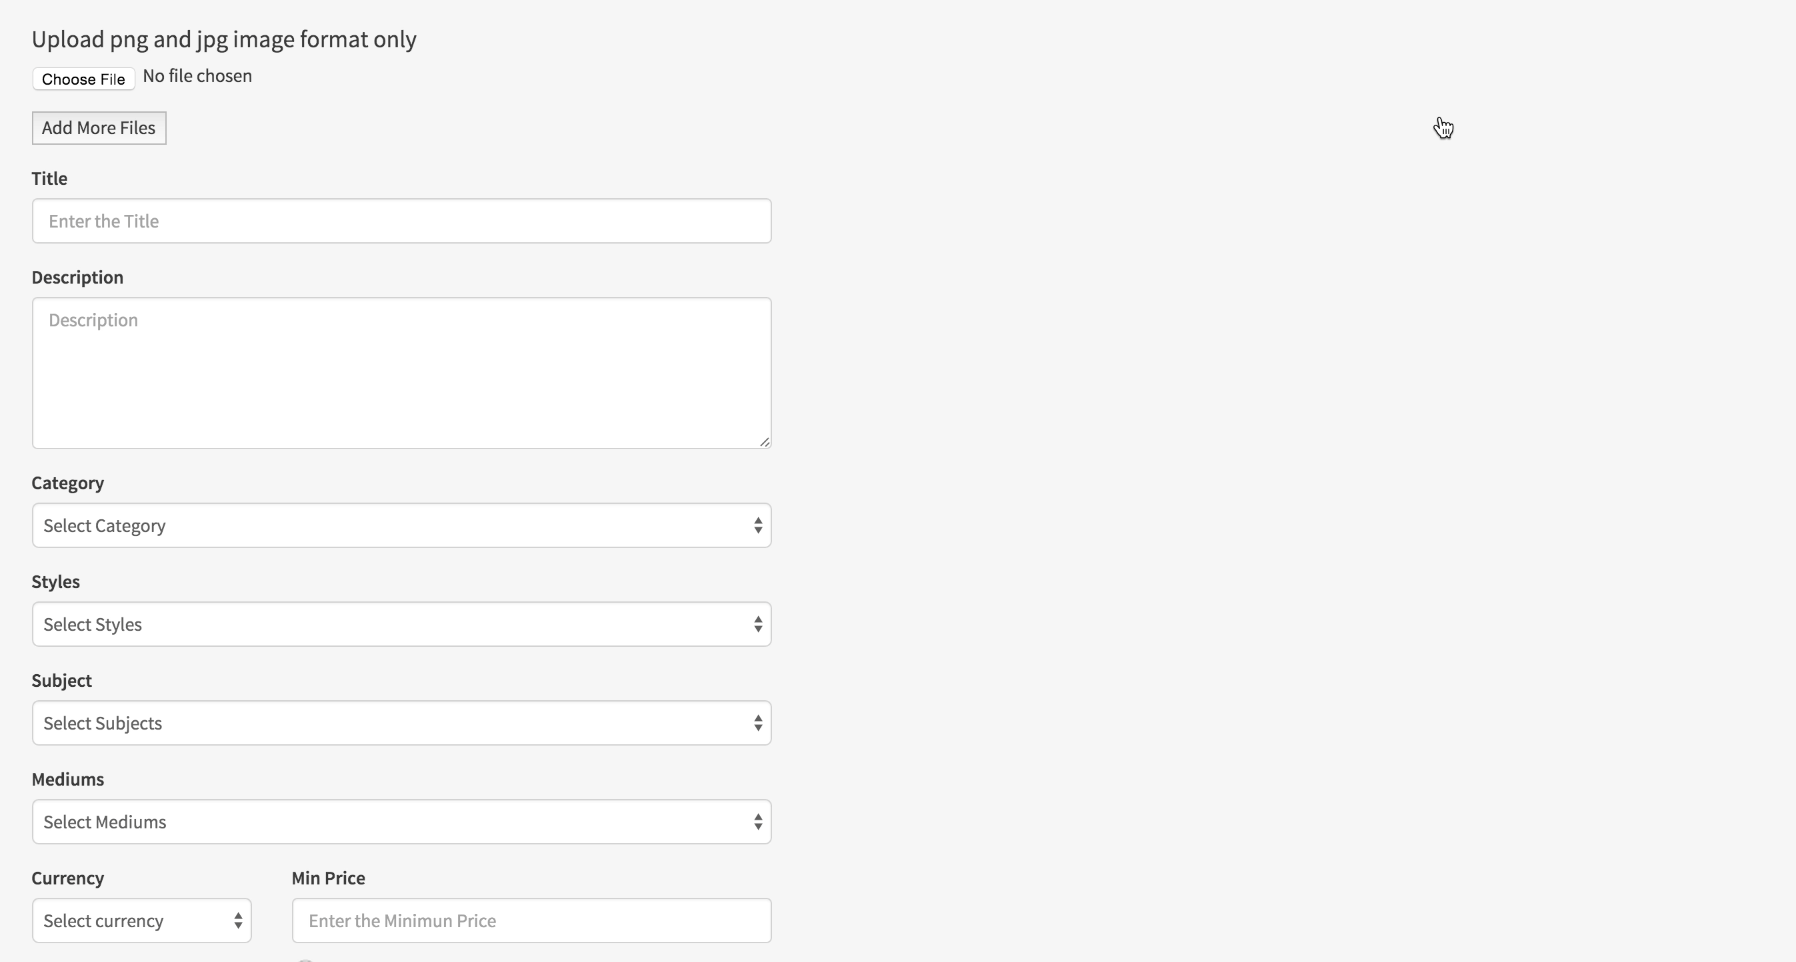 Upload png and jpg image format only
Choose File No file chosen
Add More Files
Title
Enter the Title
Description
Description
Category
Select Category
Styles
Select Styles
Subject
Select Subjects
Mediums
Select Mediums
Currency Min Price
Select currency Enter the Minimun Price